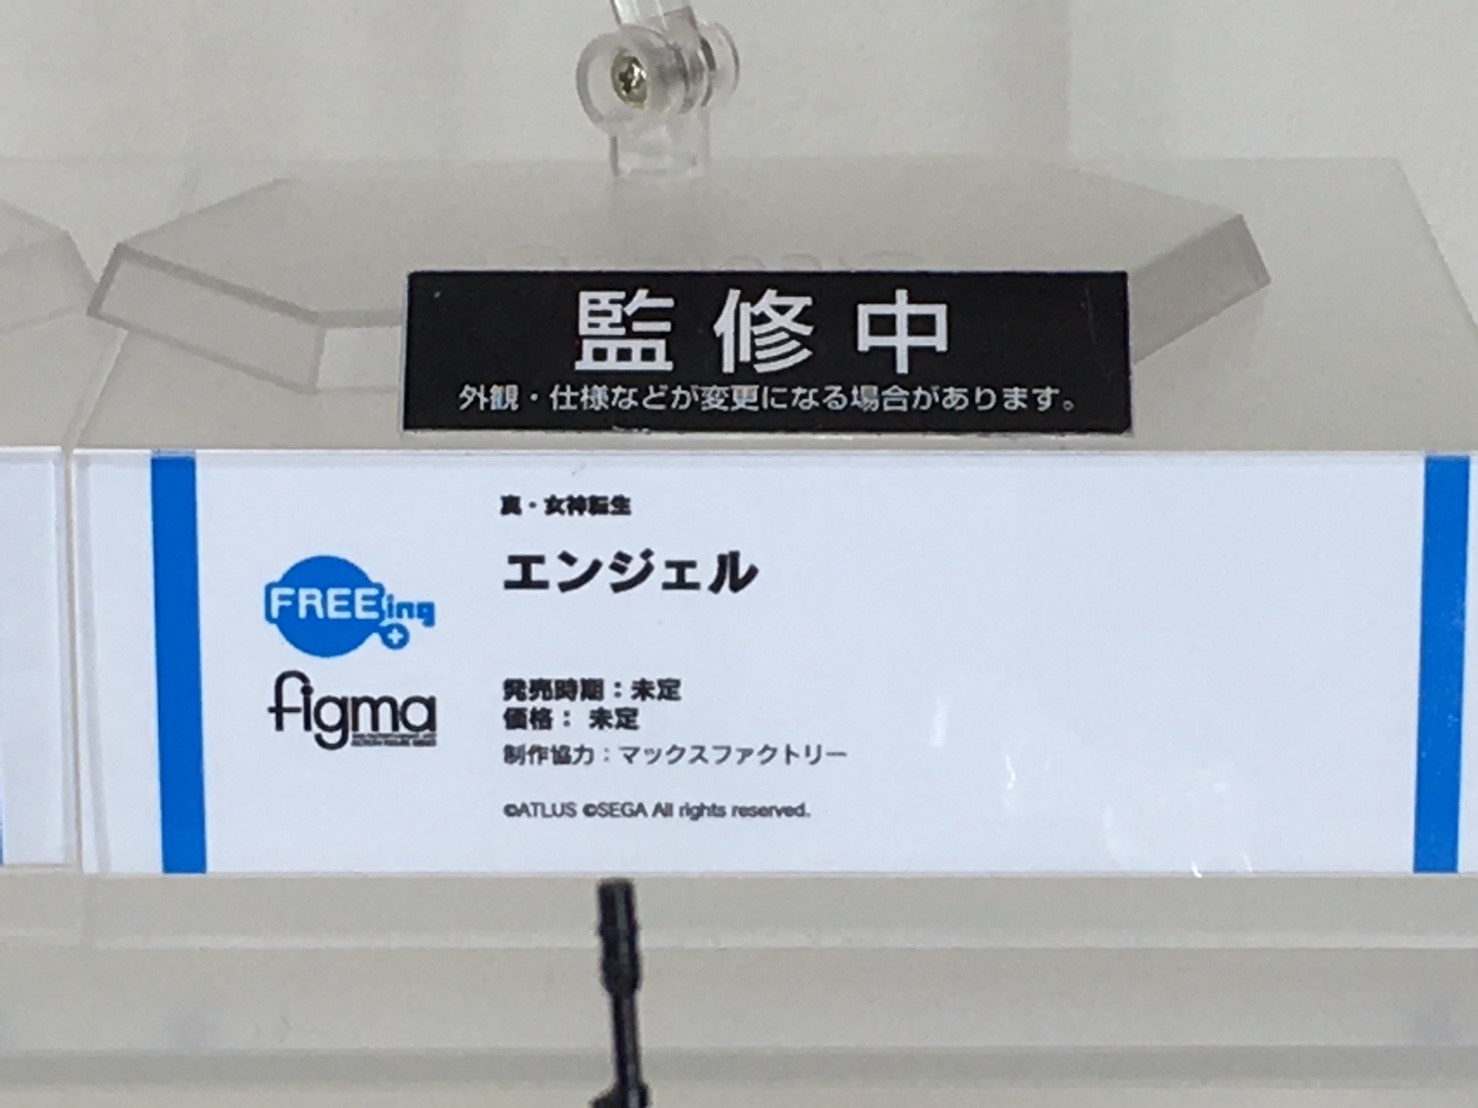 監修中
外観・仕様などが変更になる場合があります。
真・女神転生
エンジェル
FREEing
figma
発売時期：未定
価格： 未定
制作協力：マックスファクトリー
©ATLUS ©SEGA All rights reserved.